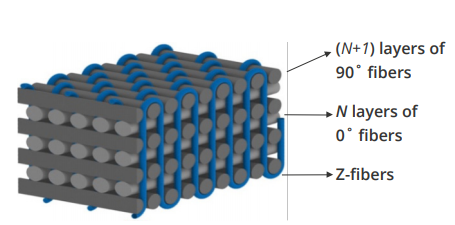 (N+1) layers of
90° fibers
N layers of
0° fibers
Z-fibers